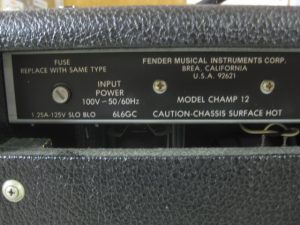 FUSE
REPLACE WITH SAME TYPE
FENDER MUSICAL INSTRUMENTS CORP.
BREA, CALIFORNIA
U.S.A. 92621
INPUT
POWER
100V~50/60Hz
MODEL CHAMP 12
1.25A-125V SLO BLO
6L6GC
CAUTION-CHASSIS SURFACE HOT